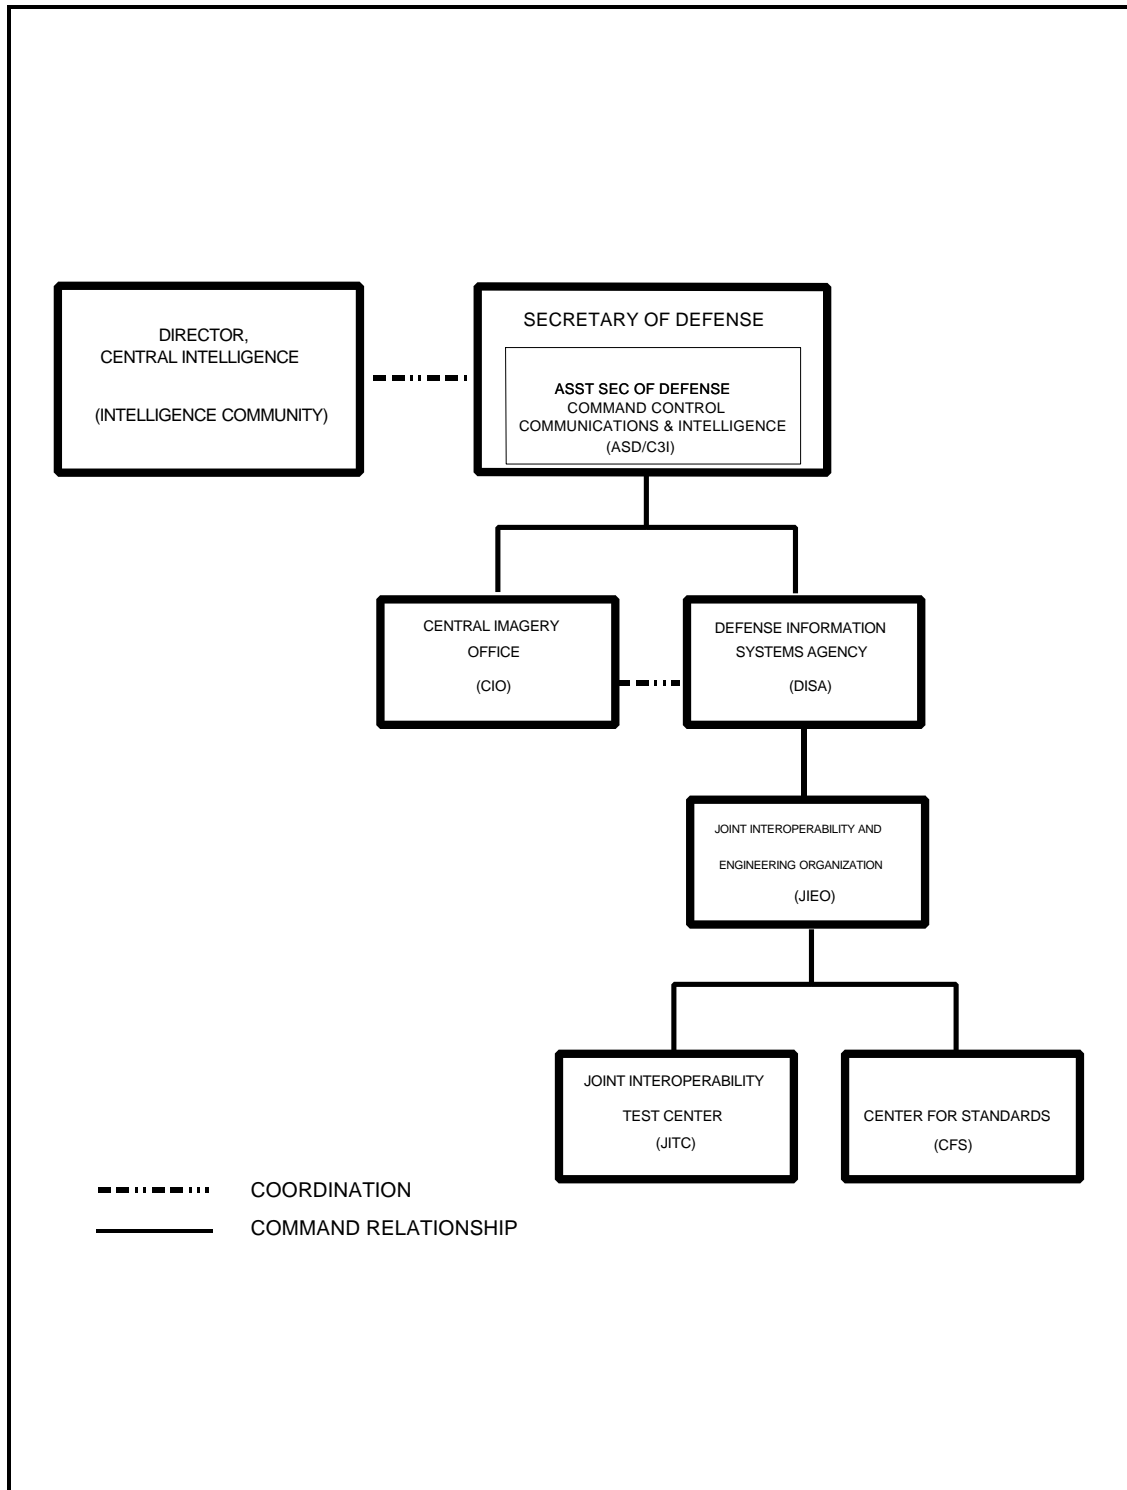 DIRECTOR,
CENTRAL INTELLIGENCE
(INTELLIGENCE COMMUNITY)
SECRETARY OF DEFENSE
ASST SEC OF DEFENSE
COMMAND CONTROL
COMMUNICATIONS & INTELLIGENCE
(ASD/C3I)
CENTRAL IMAGERY
OFFICE
(CIO)
DEFENSE INFORMATION
SYSTEMS AGENCY
(DISA)
JOINT INTEROPERABILITY AND
ENGINEERING ORGANIZATION
(JIEO)
JOINT INTEROPERABILITY
TEST CENTER
(JITC)
CENTER FOR STANDARDS
(CFS)
COORDINATION
COMMAND RELATIONSHIP